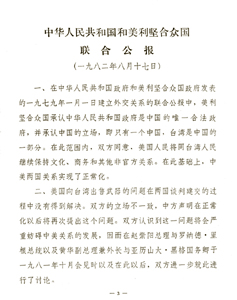 中华人民共和国和美利坚合众国
联合公报
(一九八二年八月十七日)
一、在中华人民共和国政府和美利坚合众国政府发表
的一九七九年一月一日建立外交关系的联合公报中，美利
坚合众国承认中华人民共和国政府是中国的唯一合法政
府，并承认中国的立场，即只有一个中国，台湾是中国的
一部分。在此范围内，双方同意，美国人民将同台湾人民
继续保持文化、商务和其他非官方关系。在此基础上，中
美两国关系实现了正常化。
二、美国向台湾出售武器的问题在两国谈判建交的过
程中没有得到解决。双方的立场不一致，中方声明在正常
化以后将再次提出这个问题。双方认识到这一问题将会严
重妨碍中美关系的发展，因而在赵紫阳总理与罗纳德·里
根总统以及黄华副总理兼外长与亚历山大·黑格国务卿于
一九八一年十月会见时以及在此以后，双方进一步就此进
行了讨论。